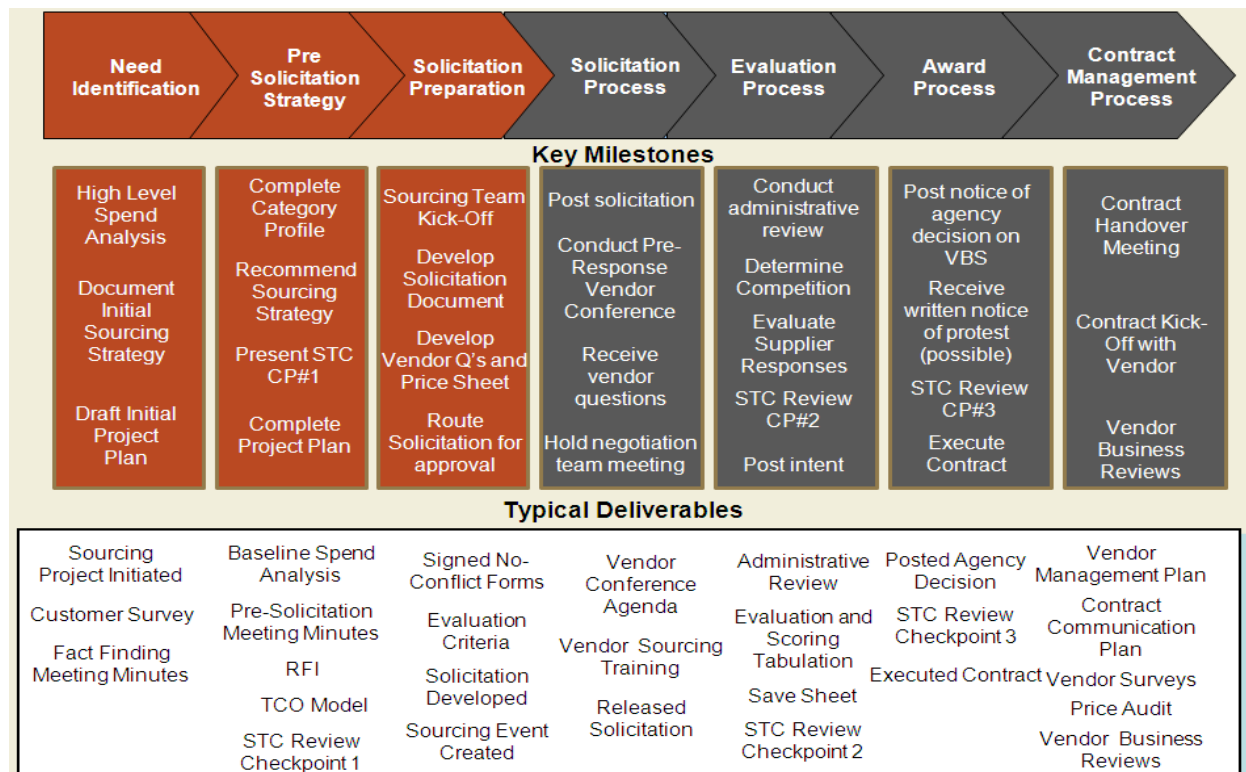 Need
Identification
Pre
Solicitation
Strategy
Solicitation
Preparation
Solicitation
Process
Evaluation
Process
Award
Process
Contract
Management
Process
Key Milestones
High Level
Spend
Analysis
Document
Initial
Sourcing
Strategy
Draft Initial
Project
Plan
Complete
Category
Profile
Recommend
Sourcing
Strategy
Present STC
CP#1
Complete
Project Plan
Sourcing Team
Kick-Off
Develop
Solicitation
Document
Develop
Vendor Q's and
Price Sheet
Route
Solicitation for
approval
Post solicitation
Conduct Pre-
Response
Vendor
Conference
Receive
vendor
questions
Hold negotiation
team meeting
Conduct
administrative
review
Determine
Competition
Evaluate
Supplier
Responses
STC Review
CP#2
Post intent
Post notice of
agency
decision on
VBS
Receive
written notice
of protest
(possible)
STC Review
CP#3
Execute
Contract
Contract
Handover
Meeting
Contract Kick-
Off with
Vendor
Vendor
Business
Reviews
Typical Deliverables
Sourcing
Project Initiated
Customer Survey
Fact Finding
Meeting Minutes
Baseline Spend
Analysis
Pre-Solicitation
Meeting Minutes
RFI
TCO Model
STC Review
Checkpoint 1
Signed No-
Conflict Forms
Evaluation
Criteria
Solicitation
Developed
Sourcing Event
Created
Vendor
Conference
Agenda
Vendor Sourcing
Training
Released
Solicitation
Administrative
Review
Evaluation and
Scoring
Tabulation
Save Sheet
STC Review
Checkpoint 2
Posted Agency
Decision
STC Review
Checkpoint 3
Executed Contract
Vendor
Management Plan
Contract
Communication
Plan
Vendor Surveys
Price Audit
Vendor Business
Reviews